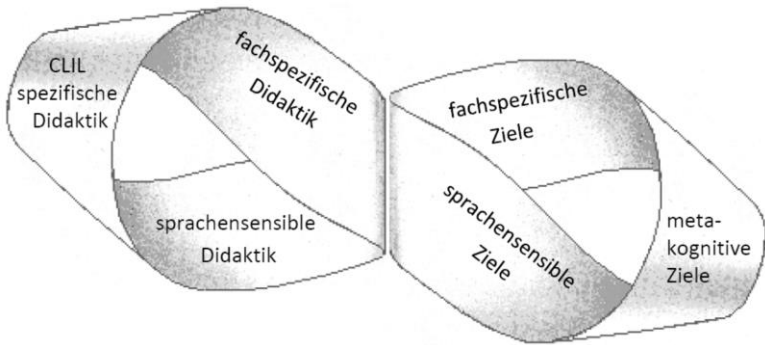 CLIL
spezifische
Didaktik
fachspezifische
Didaktik
sprachensensible
Didaktik
fachspezifische
Ziele
sprachensensible
Ziele
meta-
kognitive
Ziele